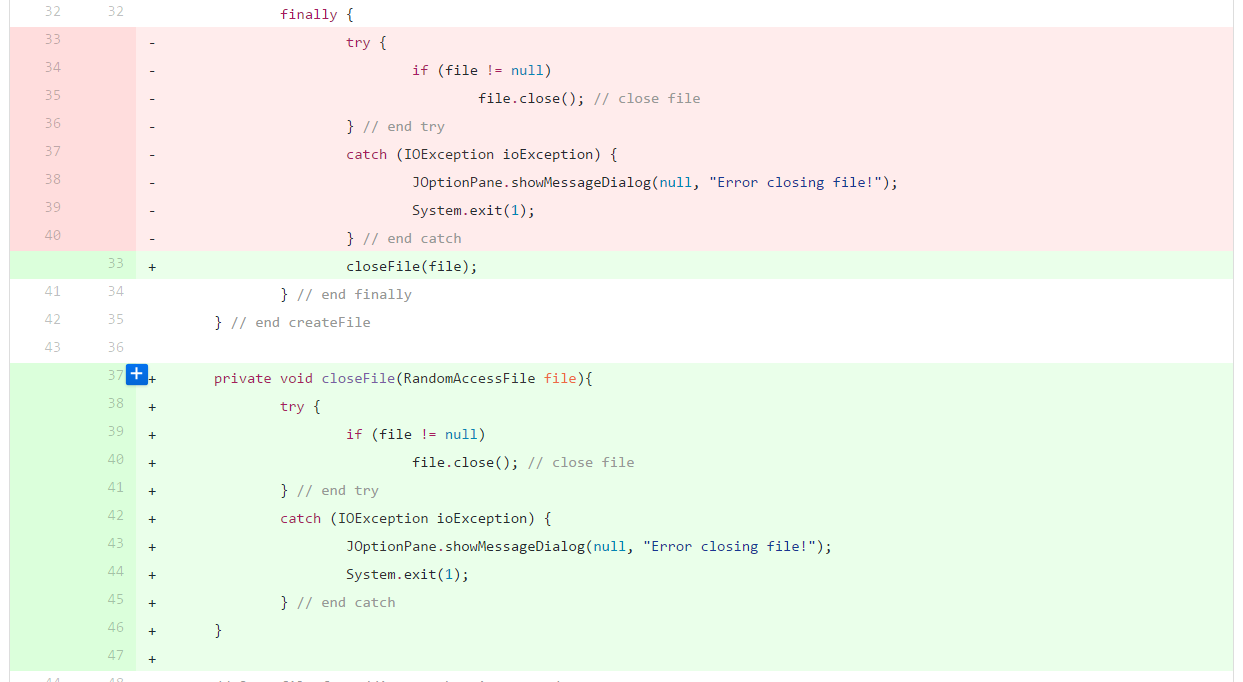 32 32 finally {
33 - try {
34 - if (file != null)
35 - file.close(); // close file
36 - } // end try
37 - catch (IOException ioException) {
38 - JOptionPane.showMessageDialog(null, "Error closing file!");
39 - System.exit(1);
40 - } // end catch
33 + closeFile(file);
41 34 } // end finally
42 35 } // end createFile
43 36
37 + + private void closeFile(RandomAccessFile file){
38 + try {
39 + if (file != null)
40 + file.close(); // close file
41 + } // end try
42 + catch (IOException ioException) {
43 + JOptionPane.showMessageDialog(null, "Error closing file!");
44 + System.exit(1);
45 + } // end catch
46 + }
47 +
44 48